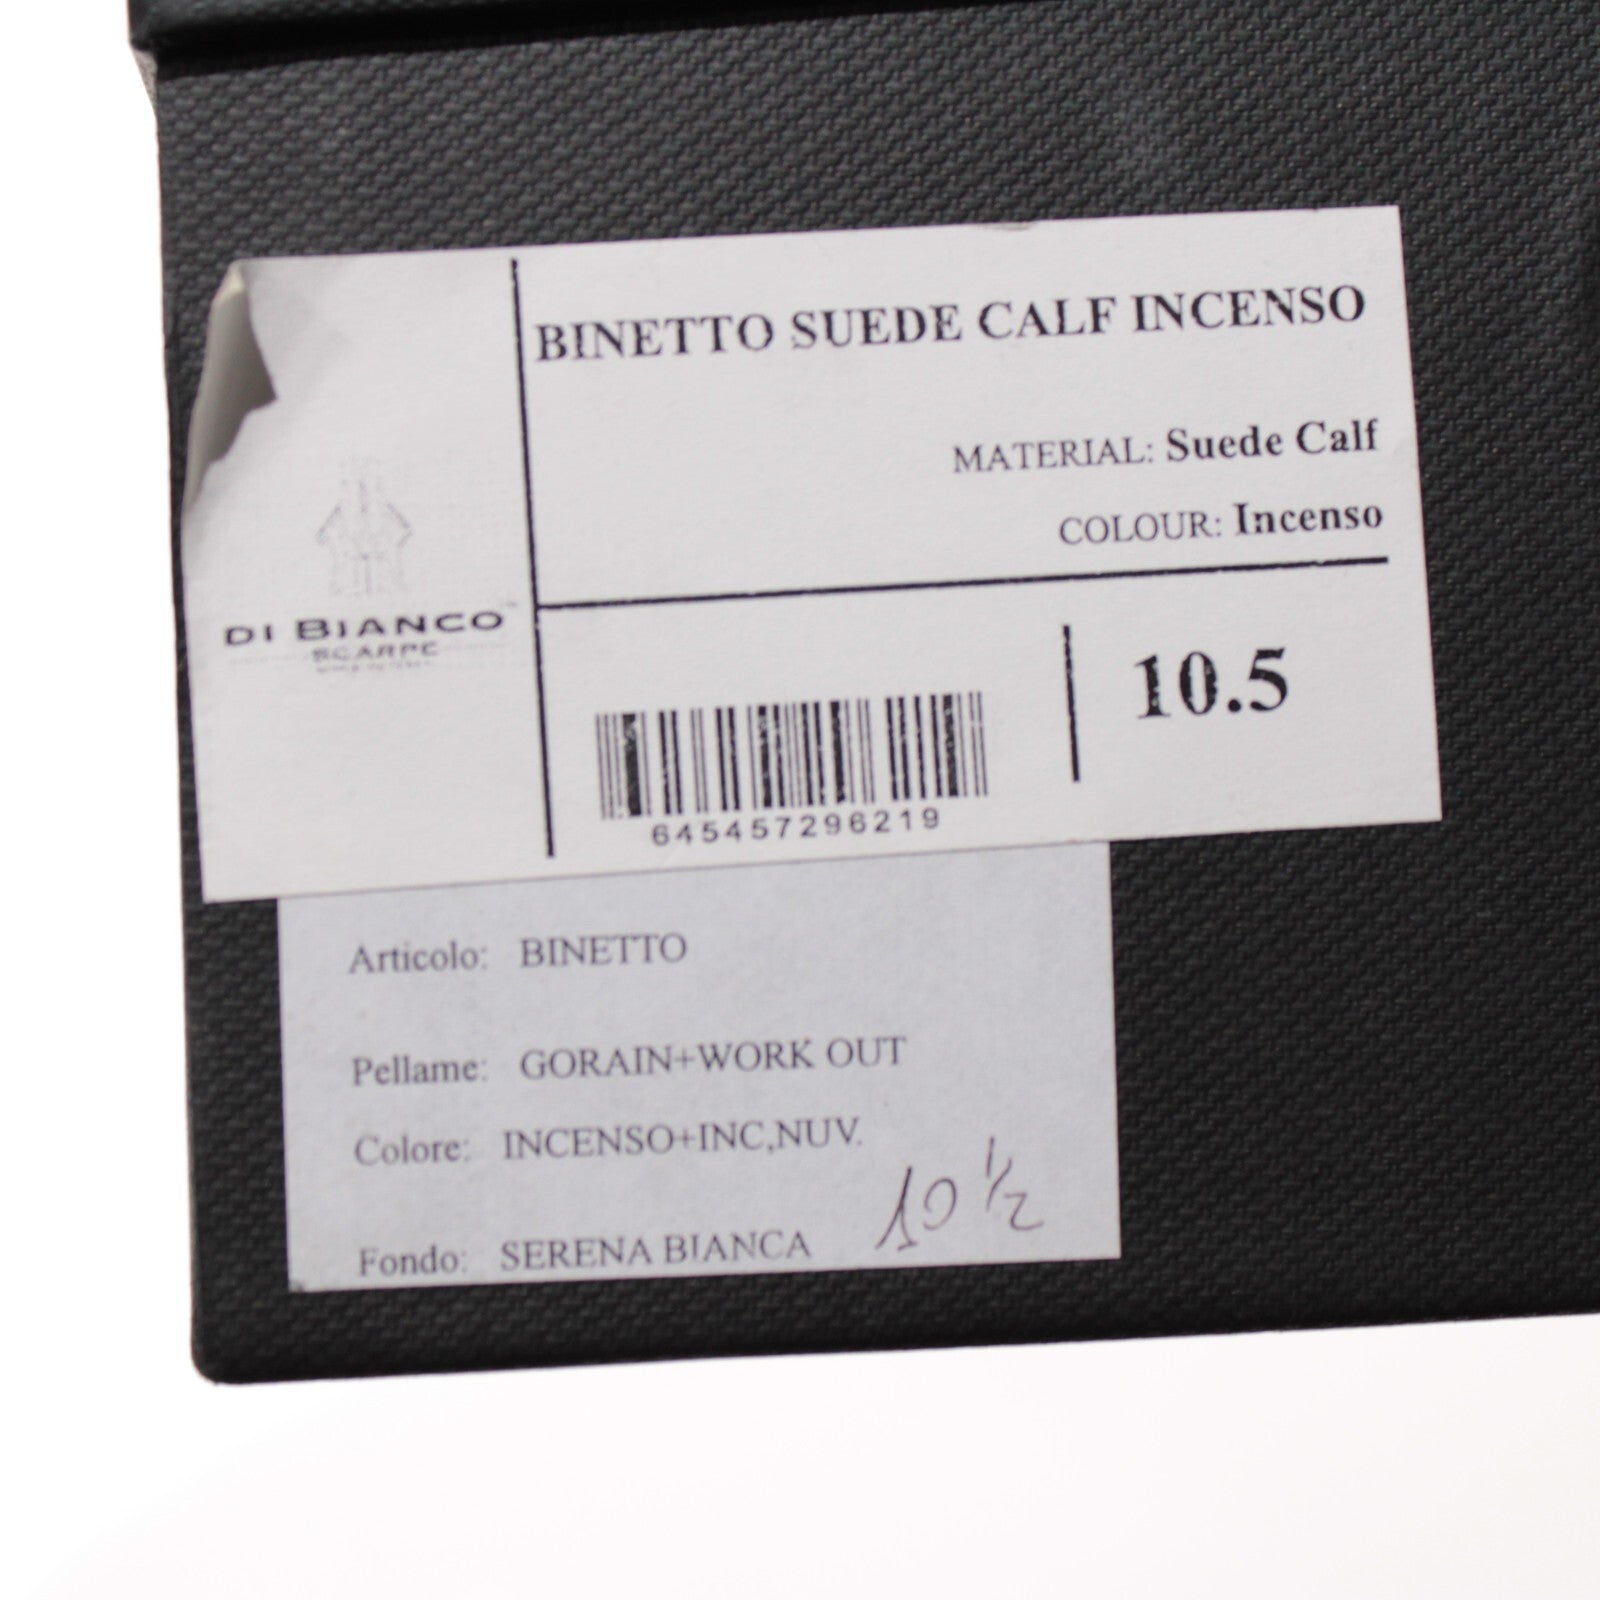 BINETTO SUEDE CALF INCENSO
MATERIAL: Suede Calf
COLOUR: Incenso
DI BIANCO
SCARPE
10.5
645457296219
Articolo: BINETTO
Pellame: GORAIN+WORK OUT
Colore: INCENSO+INC,NUV.
10 1/2
Fondo: SERENA BIANCA